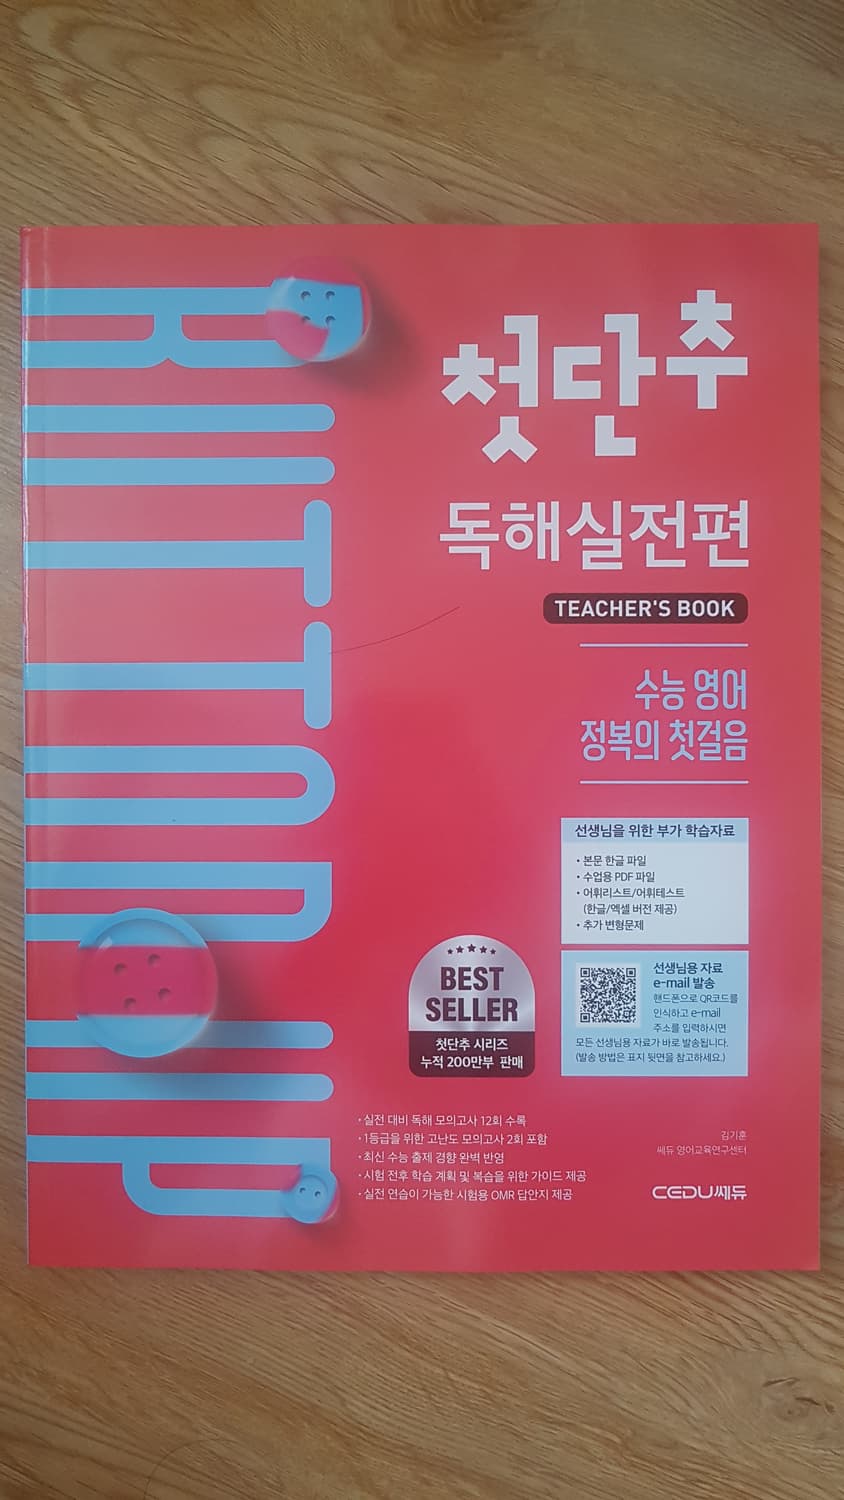 BUTTON UP
첫단추
독해실전편
TEACHER'S BOOK
수능 영어
정복의 첫걸음
선생님을 위한 부가 학습자료
• 본문 한글 파일
• 수업용 PDF 파일
• 어휘리스트/어휘테스트
(한글/엑셀 버전 제공)
• 추가 변형문제
선생님용 자료
e-mail 발송
핸드폰으로 QR코드를
인식하고 e-mail
주소를 입력하시면
모든 선생님용 자료가 바로 발송됩니다.
(발송 방법은 표지 뒷면을 참고하세요.)
BEST
SELLER
첫단추 시리즈
누적 200만부 판매
• 실전 대비 독해 모의고사 12회 수록
• 1등급을 위한 고난도 모의고사 2회 포함
• 최신 수능 출제 경향 완벽 반영
• 시험 전후 학습 계획 및 복습을 위한 가이드 제공
• 실전 연습이 가능한 시험용 OMR 답안지 제공
김기훈
쎄듀 영어교육연구센터
CEDU쎄듀